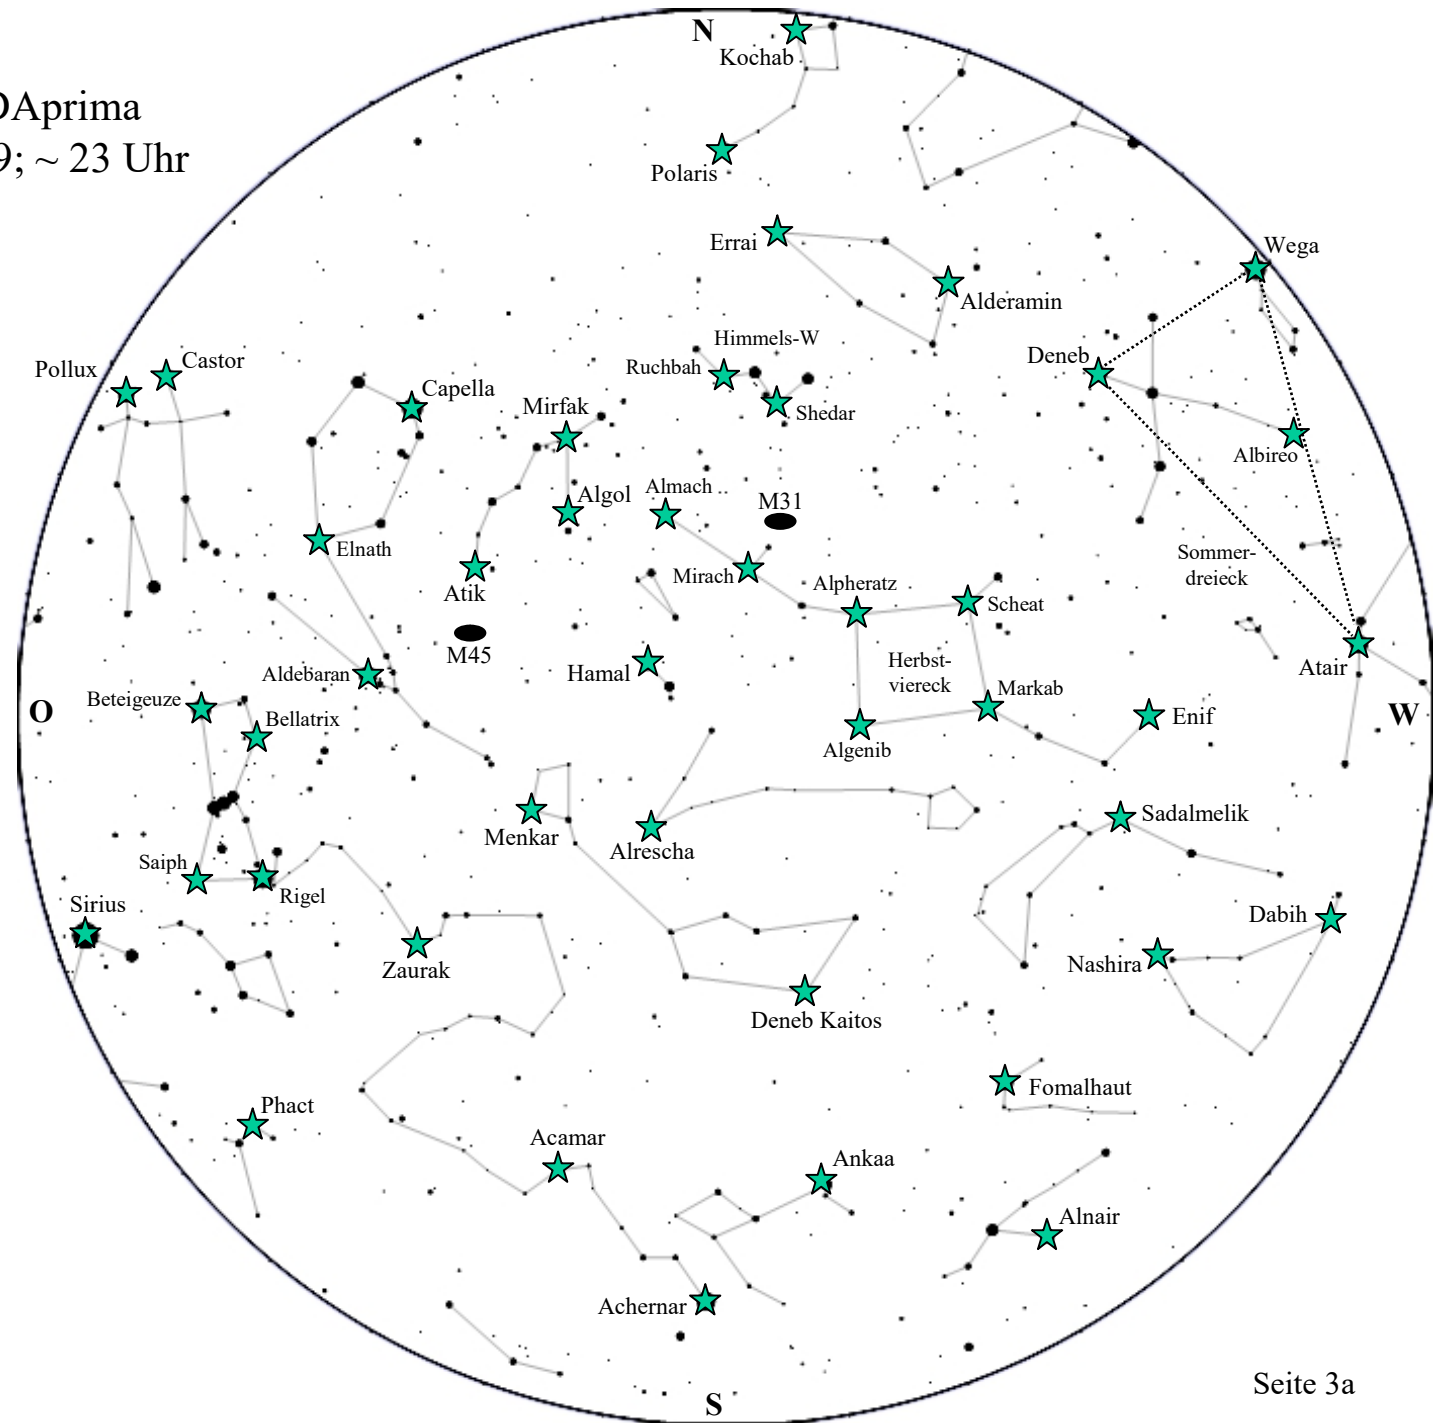 N
Kochab
DAprima
9; ~ 23 Uhr
Polaris
Errai
Wega
Alderamin
Himmels-W
Deneb
Pollux
Castor
Ruchbah
Capella
Mirfak
Shedar
Albireo
Algol
Almach
M31
Elnath
Sommer-
dreieck
Mirach
Alpheratz
Atik
Scheat
M45
Hamal
Herbst-
viereck
Atair
Aldebaran
Beteigeuze
Markab
O
W
Bellatrix
Enif
Algenib
Sadalmelik
Menkar
Alrescha
Saiph
Rigel
Sirius
Dabih
Zaurak
Nashira
Deneb Kaitos
Fomalhaut
Phact
Acamar
Ankaa
Alnair
Achernar
Seite 3a
S